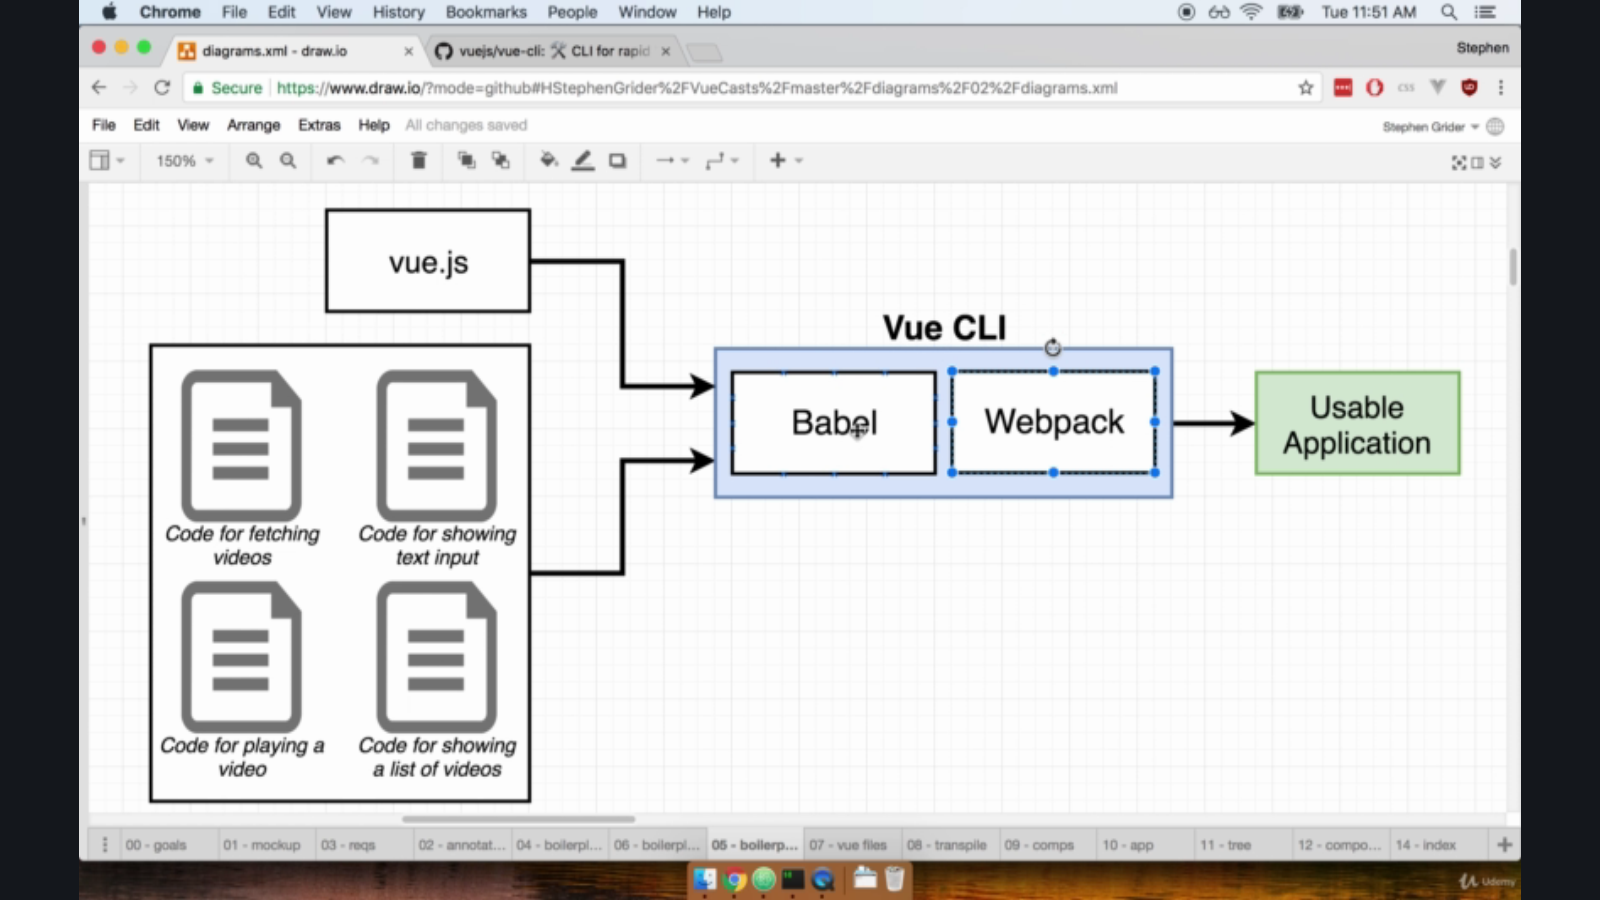 Chrome File Edit View History Bookmarks People Window Help Tue 11:51 AM
diagrams.xml - draw.io vuejs/vue-cli: 🛠 CLI for rapid Stephen
Secure https://www.draw.io/?mode=github#HStephenGrider%2FVueCasts%2Fmaster%2Fdiagrams%2F02%2Fdiagrams.xml
File Edit View Arrange Extras Help All changes saved Stephen Grider
150%
vue.js
Vue CLI
Babel
Webpack
Usable
Application
Code for fetching
videos
Code for showing
text input
Code for playing a
video
Code for showing
a list of videos
00 - goals 01 - mockup 03 - reqs 02 - annotat... 04 - boilerpl... 06 - boilerpl... 05 - boilerp... 07 - vue files 08 - transpile 09 - comps 10 - app 11 - tree 12 - compo... 14 - index
Udemy